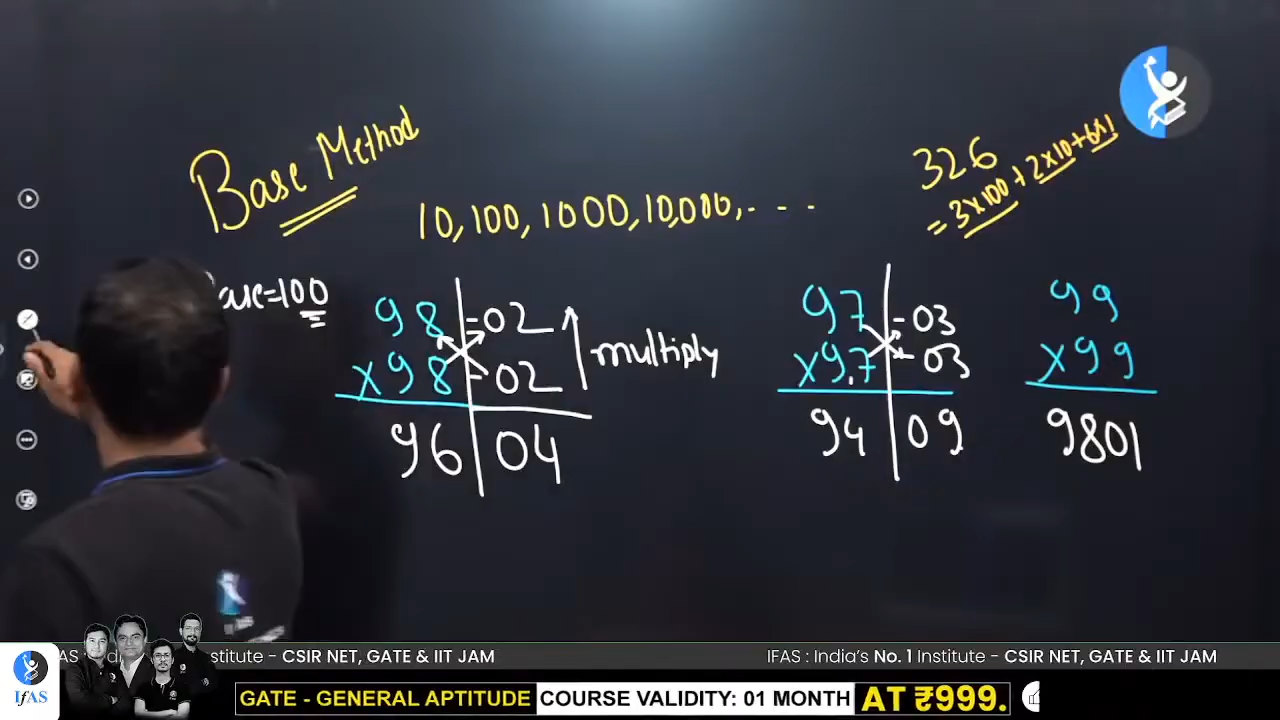 Base Method
10, 100, 1000, 10,000, - - -
326
= 3×100 + 2×10 + 6×1
Base=100
98 -02
×98 -02
96 04
multiply
97 -03
×97 -03
94 09
99
×99
9801
stitute - CSIR NET, GATE & IIT JAM
IFAS : India's No. 1 Institute - CSIR NET, GATE & IIT JAM
IfAS
GATE - GENERAL APTITUDE COURSE VALIDITY: 01 MONTH AT ₹999.